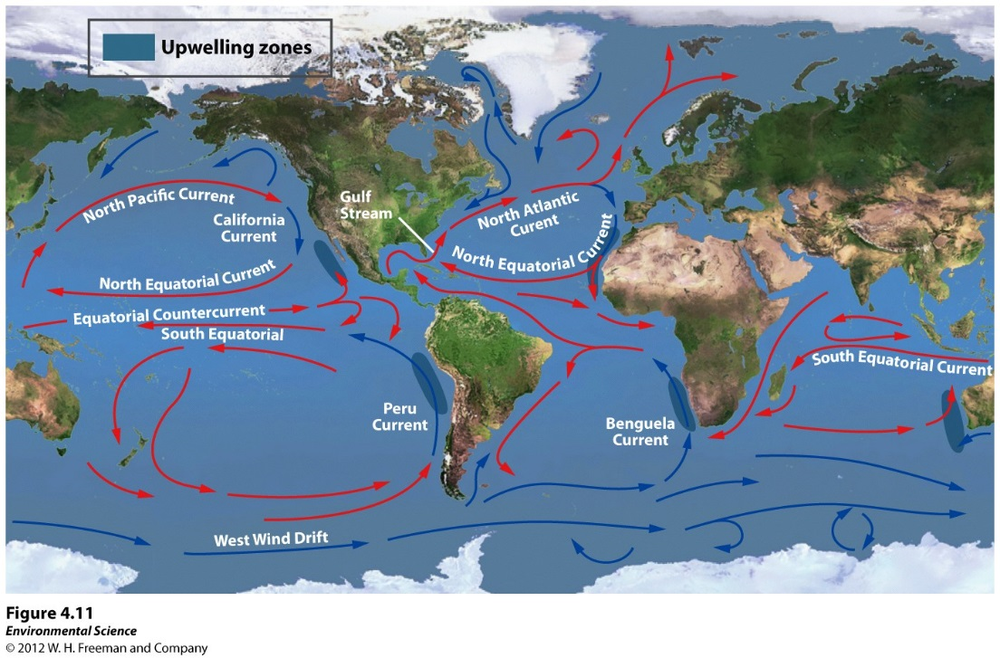 Upwelling zones
North Pacific Current
California
Current
Gulf
Stream
North Atlantic
Curent
North Equatorial Current
North Equatorial Current
Equatorial Countercurrent
South Equatorial
South Equatorial Current
Peru
Current
Benguela
Current
West Wind Drift
Figure 4.11
Environmental Science
© 2012 W. H. Freeman and Company